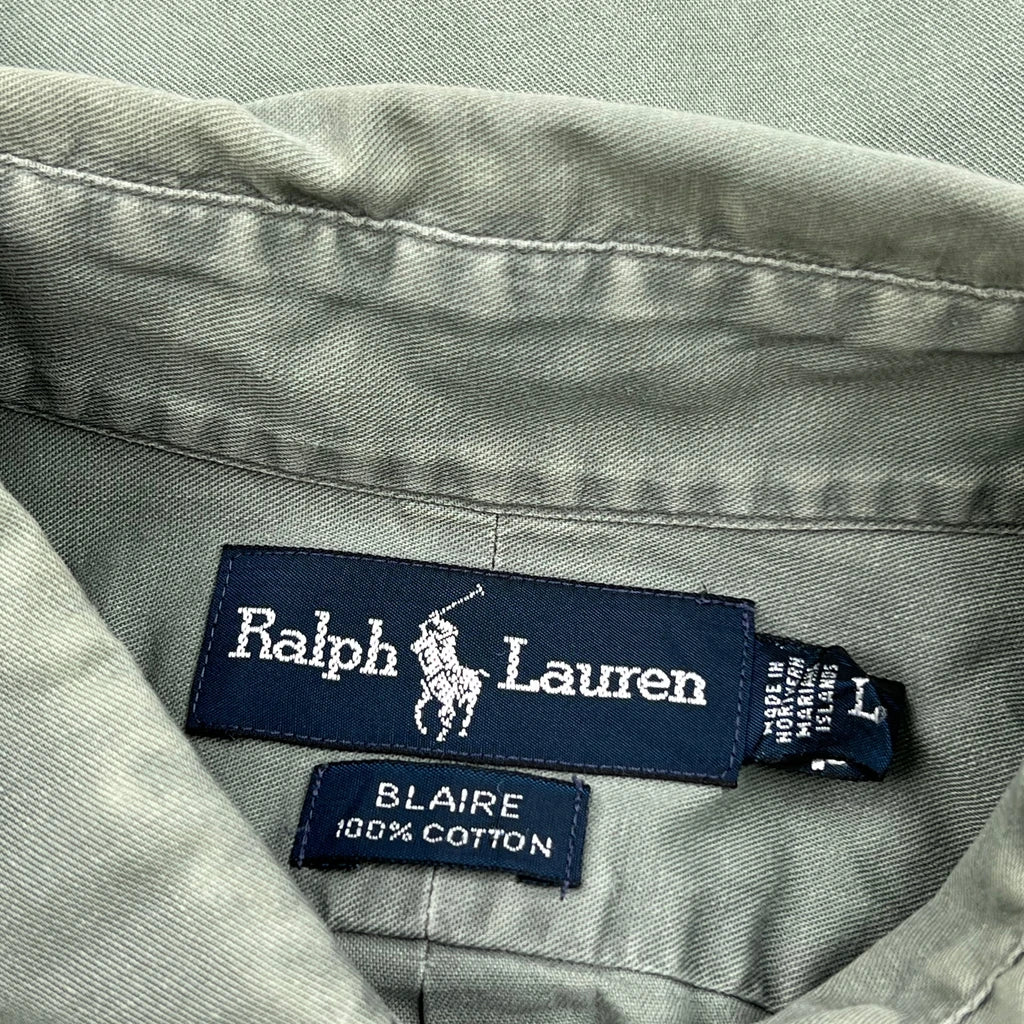 Ralph Lauren
MADE IN
NORTHERN
MARIANA
ISLANDS
L
BLAIRE
100% COTTON